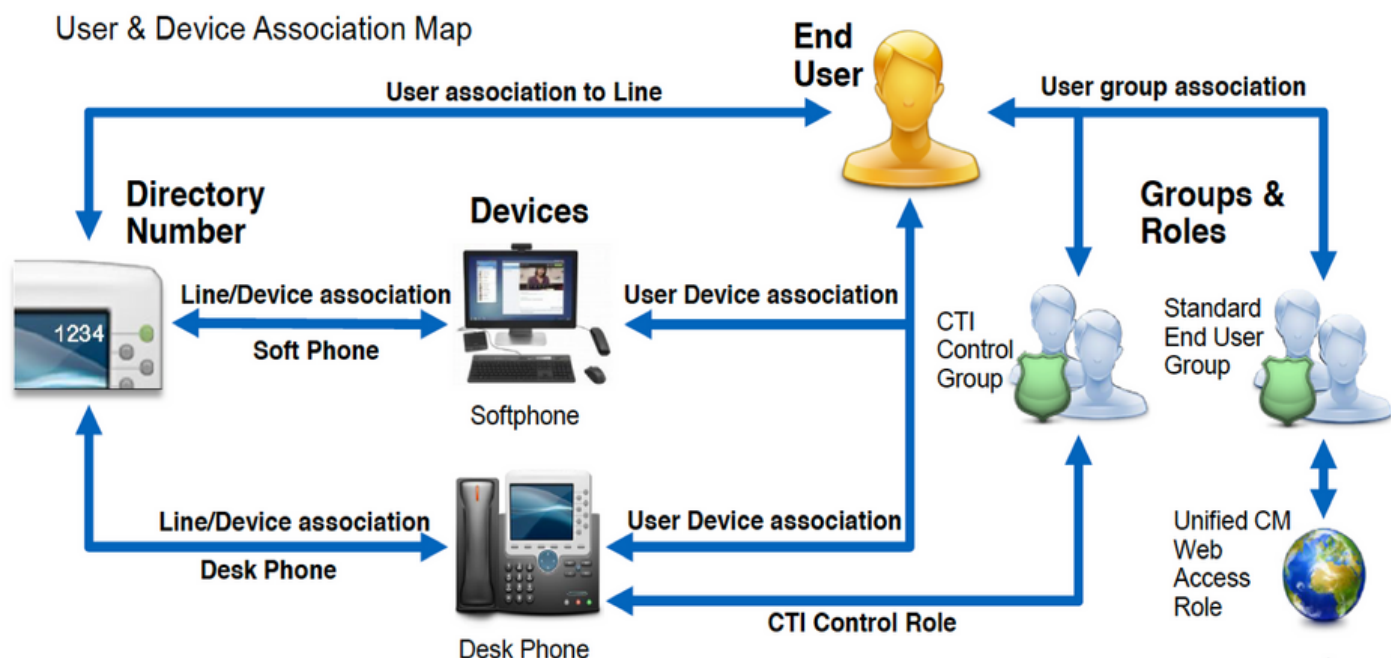 User & Device Association Map
End
User
User association to Line
User group association
Directory
Number
Devices
Groups &
Roles
1234
Line/Device association
Soft Phone
User Device association
Softphone
CTI
Control
Group
Standard
End User
Group
Line/Device association
Desk Phone
User Device association
Unified CM
Web
Access
Role
CTI Control Role
Desk Phone